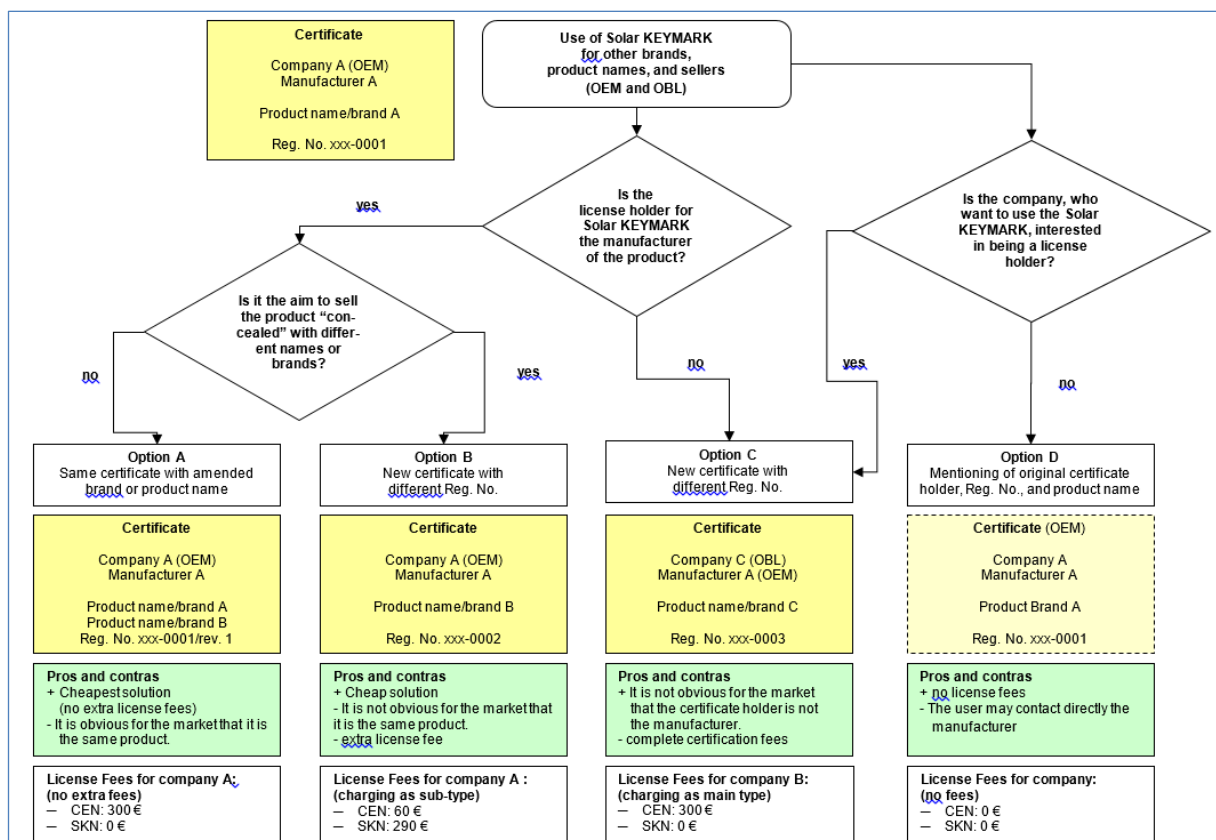 Certificate
Company A (OEM)
Manufacturer A
Product name/brand A
Reg. No. xxx-0001
Use of Solar KEYMARK
for other brands,
product names, and sellers
(OEM and OBL)
Is the
license holder for
Solar KEYMARK
the manufacturer
of the product?
Is the company, who
want to use the Solar
KEYMARK, interested
in being a license
holder?
yes
Is it the aim to sell
the product “con-
cealed” with differ-
ent names or
brands?
no
yes
no
yes
no
Option A
Same certificate with amended
brand or product name
Option B
New certificate with
different Reg. No.
Option C
New certificate with
different Reg. No.
Option D
Mentioning of original certificate
holder, Reg. No., and product name
Certificate
Company A (OEM)
Manufacturer A
Product name/brand A
Product name/brand B
Reg. No. xxx-0001/rev. 1
Certificate
Company A (OEM)
Manufacturer A
Product name/brand B
Reg. No. xxx-0002
Certificate
Company C (OBL)
Manufacturer A (OEM)
Product name/brand C
Reg. No. xxx-0003
Certificate (OEM)
Company A
Manufacturer A
Product Brand A
Reg. No. xxx-0001
Pros and contras
+ Cheapest solution
(no extra license fees)
- It is obvious for the market that it is
the same product.
Pros and contras
+ Cheap solution
- It is not obvious for the market that
it is the same product.
- extra license fee
Pros and contras
+ It is not obvious for the market
that the certificate holder is not
the manufacturer.
- complete certification fees
Pros and contras
+ no license fees
- The user may contact directly the
manufacturer
License Fees for company A:
(no extra fees)
– CEN: 300 €
– SKN: 0 €
License Fees for company A :
(charging as sub-type)
– CEN: 60 €
– SKN: 290 €
License Fees for company B:
(charging as main type)
– CEN: 300 €
– SKN: 0 €
License Fees for company:
(no fees)
– CEN: 0 €
– SKN: 0 €